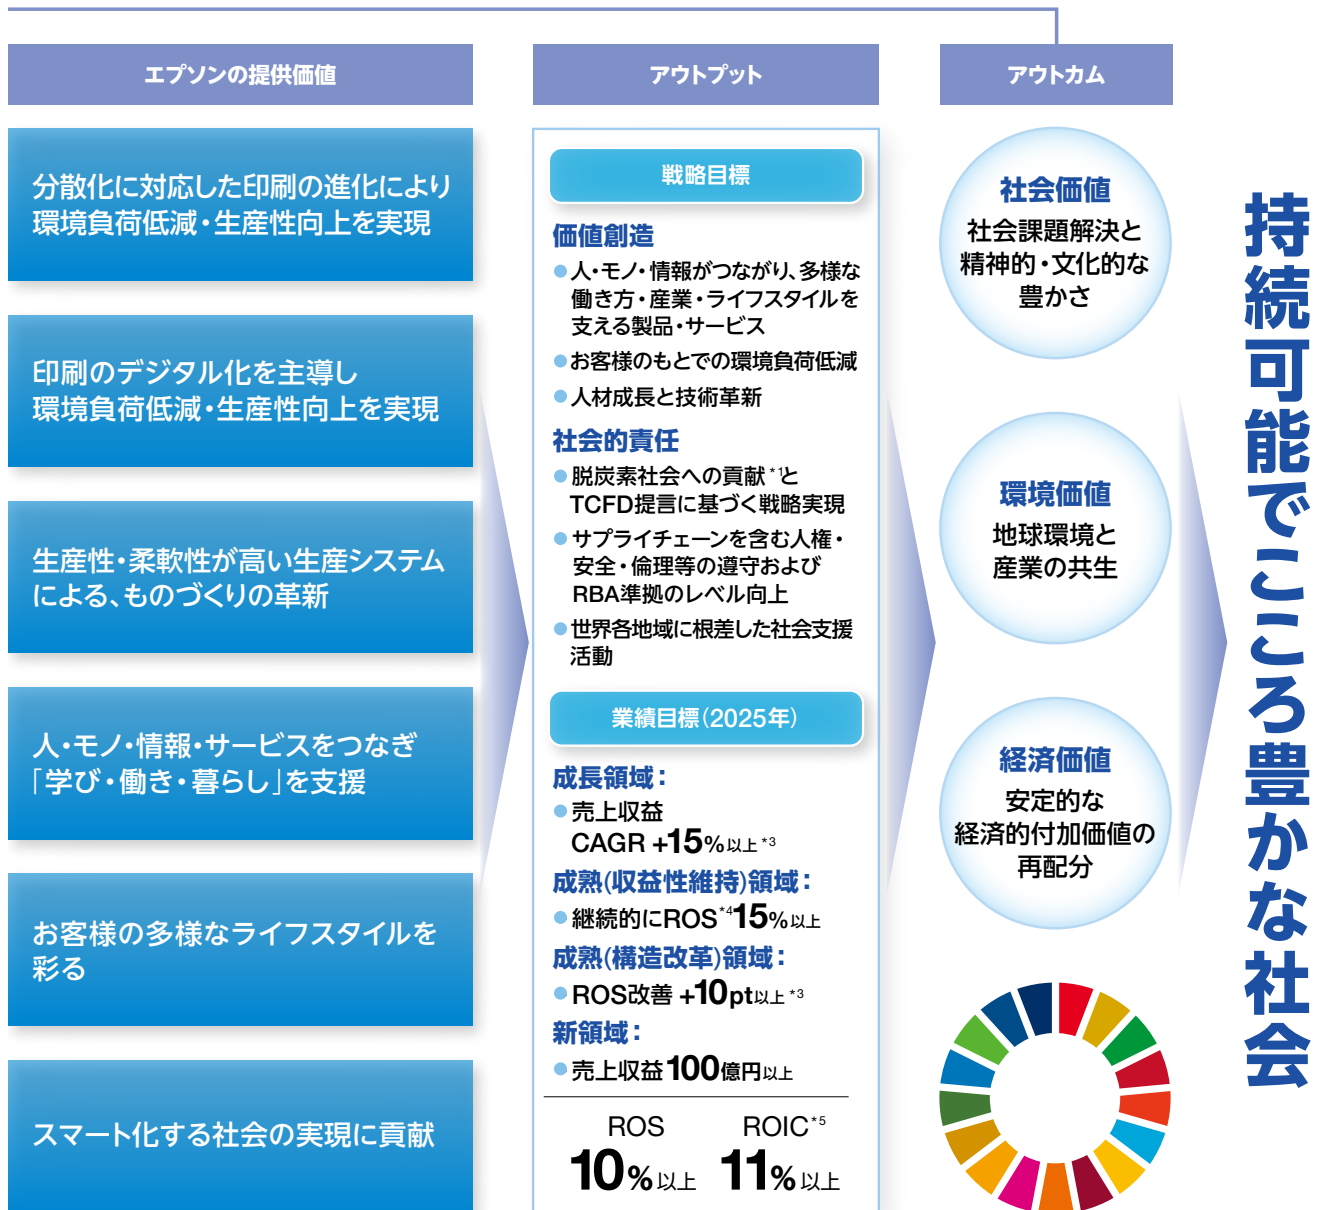 エプソンの提供価値
分散化に対応した印刷の進化により
環境負荷低減・生産性向上を実現
印刷のデジタル化を主導し
環境負荷低減・生産性向上を実現
生産性・柔軟性が高い生産システム
による、ものづくりの革新
人・モノ・情報・サービスをつなぎ
「学び・働き・暮らし」を支援
お客様の多様なライフスタイルを
彩る
スマート化する社会の実現に貢献
アウトプット
戦略目標
価値創造
●人・モノ・情報がつながり、多様な
働き方・産業・ライフスタイルを
支える製品・サービス
●お客様のもとでの環境負荷低減
●人材成長と技術革新
社会的責任
●脱炭素社会への貢献*1と
TCFD提言に基づく戦略実現
●サプライチェーンを含む人権・
安全・倫理等の遵守および
RBA準拠のレベル向上
●世界各地域に根差した社会支援
活動
業績目標(2025年)
成長領域：
●売上収益
CAGR +15%以上*3
成熟(収益性維持)領域：
●継続的にROS*4 15%以上
成熟(構造改革)領域：
●ROS改善 +10pt以上*3
新領域：
●売上収益100億円以上
ROS
10%以上
ROIC*5
11%以上
アウトカム
社会価値
社会課題解決と
精神的・文化的な
豊かさ
環境価値
地球環境と
産業の共生
経済価値
安定的な
経済的付加価値の
再配分
持続可能でこころ豊かな社会